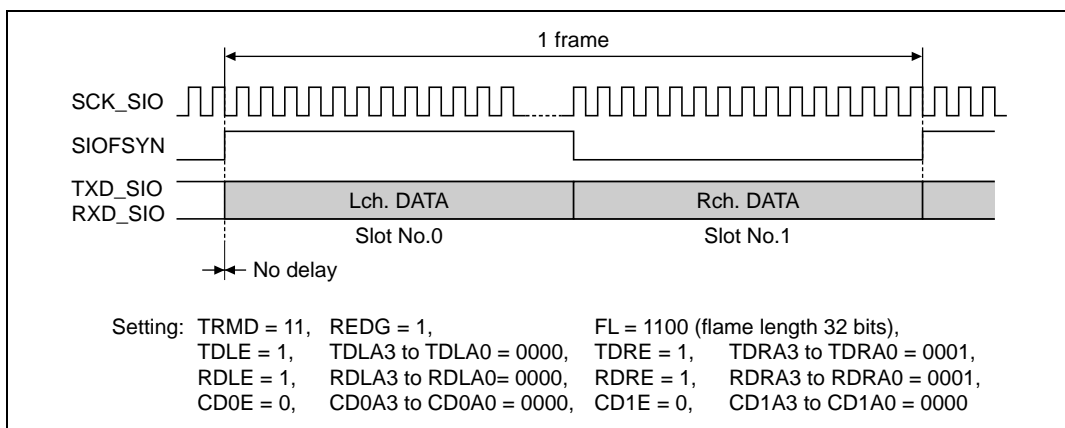 1 frame
SCK_SIO
SIOFSYN
TXD_SIO
RXD_SIO
Lch. DATA Rch. DATA
Slot No.0 Slot No.1
No delay
Setting: TRMD = 11, REDG = 1, FL = 1100 (flame length 32 bits),
TDLE = 1, TDLA3 to TDLA0 = 0000, TDRE = 1, TDRA3 to TDRA0 = 0001,
RDLE = 1, RDLA3 to RDLA0= 0000, RDRE = 1, RDRA3 to RDRA0 = 0001,
CD0E = 0, CD0A3 to CD0A0 = 0000, CD1E = 0, CD1A3 to CD1A0 = 0000